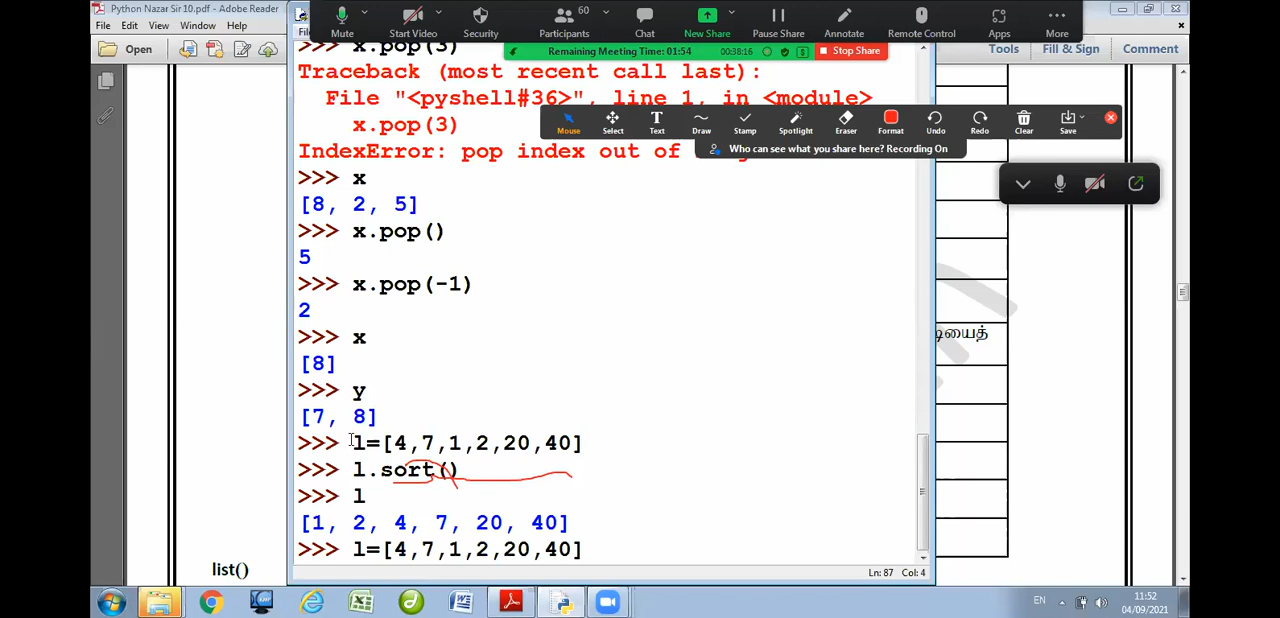 Python Nazar Sir 10.pdf - Adobe Reader
File Edit View Window Help
Open
Mute Start Video Security Participants 60 Chat New Share Pause Share Annotate Remote Control Apps More
Remaining Meeting Time: 01:54 00:38:16 Stop Share
Tools Fill & Sign Comment
>>> x.pop(3)
Traceback (most recent call last):
File "<pyshell#36>", line 1, in <module>
x.pop(3)
IndexError: pop index out of
Mouse Select Text Draw Stamp Spotlight Eraser Format Undo Redo Clear Save
Who can see what you share here? Recording On
>>> x
[8, 2, 5]
>>> x.pop()
5
>>> x.pop(-1)
2
>>> x
[8]
>>> y
[7, 8]
>>> l=[4,7,1,2,20,40]
>>> l.sort()
>>> l
[1, 2, 4, 7, 20, 40]
>>> l=[4,7,1,2,20,40]
Ln: 87 Col: 4
list()
EN 11:52
04/09/2021